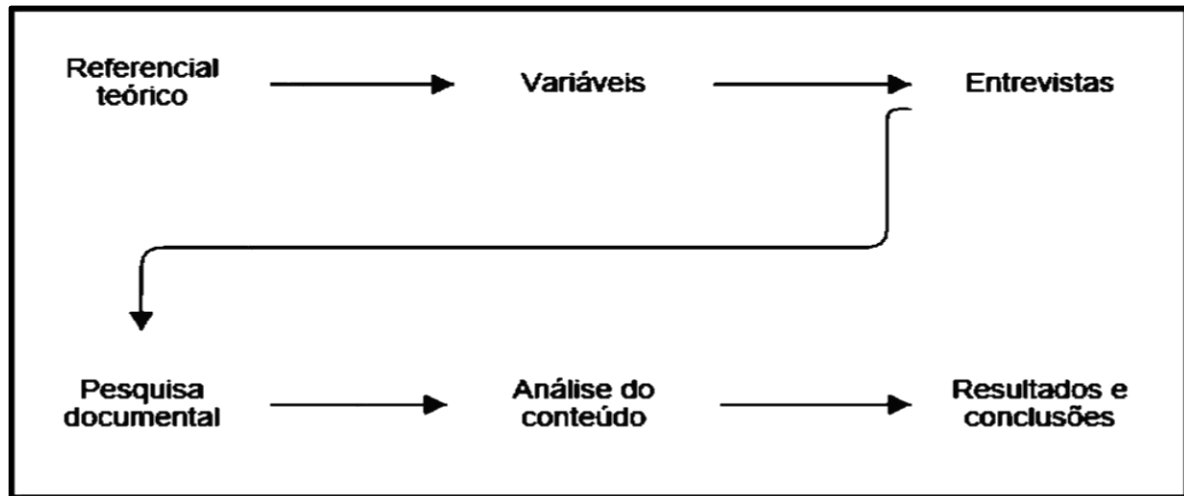 Referencial
teórico
Variáveis
Entrevistas
Pesquisa
documental
Análise do
conteúdo
Resultados e
conclusões